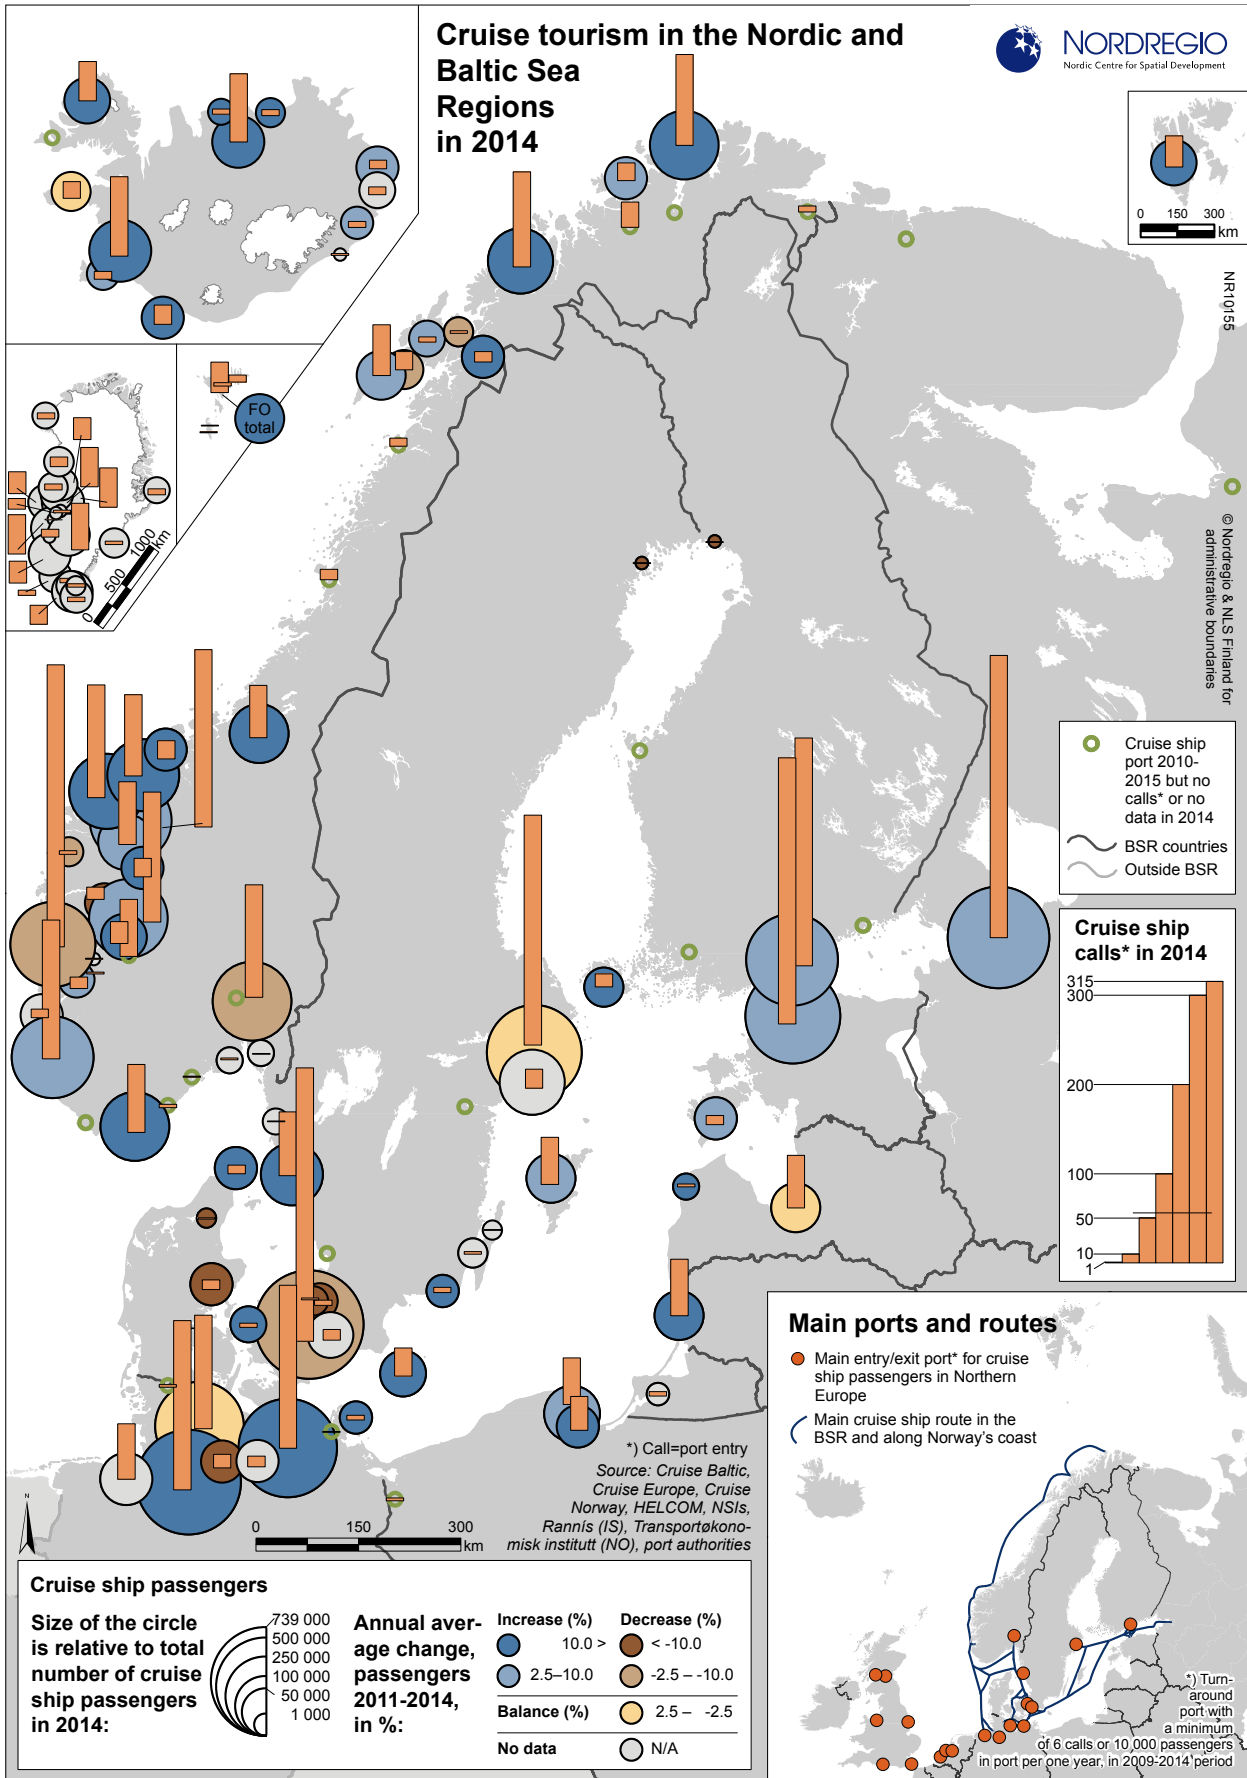 Cruise tourism in the Nordic and
Baltic Sea
Regions
in 2014
NORDREGIO
Nordic Centre for Spatial Development
0 150 300
km
NR10155
FO
total
=
0 500 1000
km
© Nordregio & NLS Finland for
administrative boundaries
Cruise ship
port 2010-
2015 but no
calls* or no
data in 2014
BSR countries
Outside BSR
Cruise ship
calls* in 2014
315
300
200
100
50
10
1
Main ports and routes
Main entry/exit port* for cruise
ship passengers in Northern
Europe
Main cruise ship route in the
BSR and along Norway's coast
*) Turn-
around
port with
a minimum
of 6 calls or 10 000 passengers
in port per one year, in 2009-2014 period
*) Call=port entry
Source: Cruise Baltic,
Cruise Europe, Cruise
Norway, HELCOM, NSIs,
Rannís (IS), Transportøkono-
misk institutt (NO), port authorities
N
0 150 300
km
Cruise ship passengers
Size of the circle
is relative to total
number of cruise
ship passengers
in 2014:
739 000
500 000
250 000
100 000
50 000
1 000
Annual aver-
age change,
passengers
2011-2014,
in %:
Increase (%) Decrease (%)
10.0 > < -10.0
2.5–10.0 -2.5 – -10.0
Balance (%) 2.5 – -2.5
No data N/A